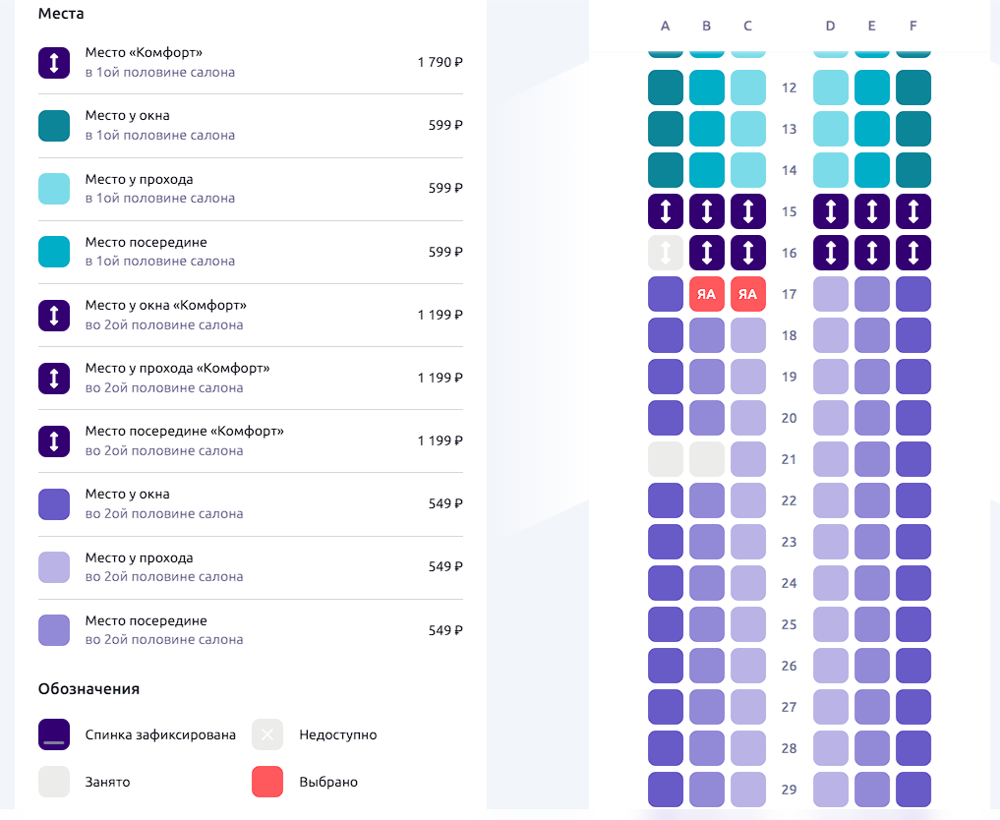 Места
Место «Комфорт»
в 1ой половине салона
1 790 ₽
Место у окна
в 1ой половине салона
599 ₽
Место у прохода
в 1ой половине салона
599 ₽
Место посередине
в 1ой половине салона
599 ₽
Место у окна «Комфорт»
во 2ой половине салона
1 199 ₽
Место у прохода «Комфорт»
во 2ой половине салона
1 199 ₽
Место посередине «Комфорт»
во 2ой половине салона
1 199 ₽
Место у окна
во 2ой половине салона
549 ₽
Место у прохода
во 2ой половине салона
549 ₽
Место посередине
во 2ой половине салона
549 ₽
Обозначения
Спинка зафиксирована
Недоступно
Занято
Выбрано
A B C D E F
12
13
14
15
16
ЯА ЯА 17
18
19
20
21
22
23
24
25
26
27
28
29